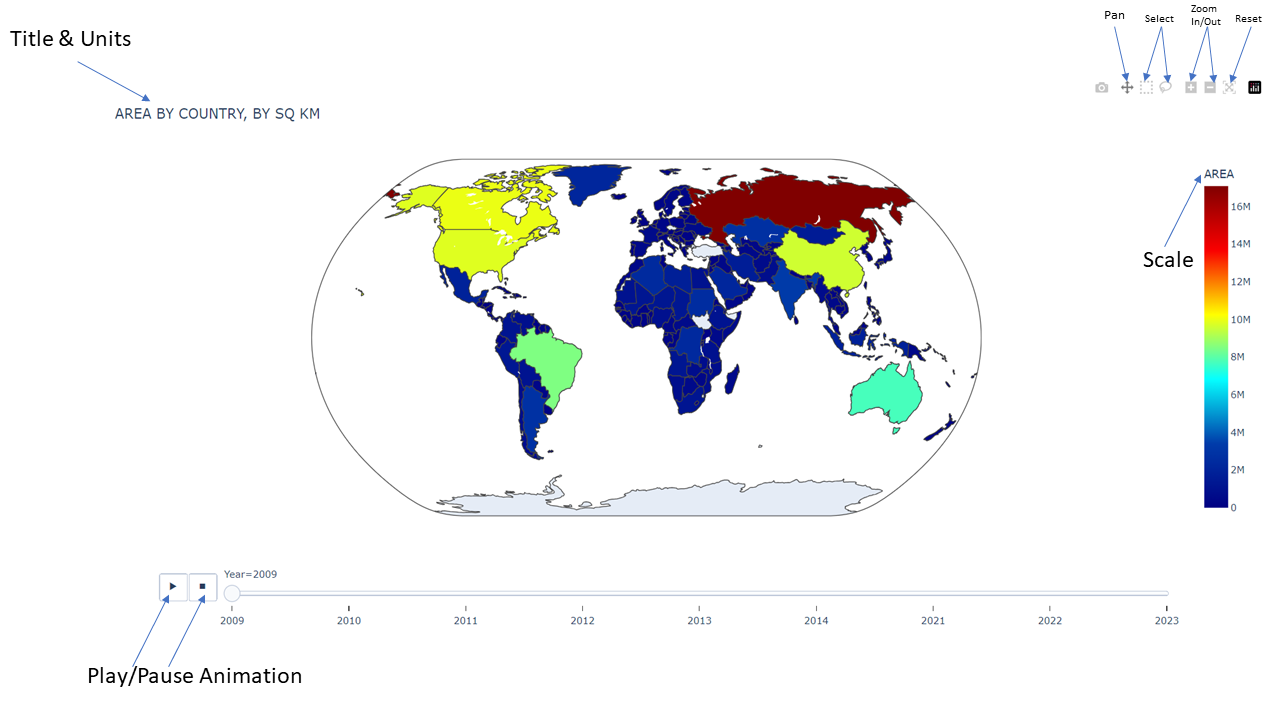 Pan
Select
Zoom
In/Out
Reset
Title & Units
AREA BY COUNTRY, BY SQ KM
AREA
16M
14M
12M
10M
8M
6M
4M
2M
0
Scale
Year=2009
2009 2010 2011 2012 2013 2014 2021 2022 2023
Play/Pause Animation